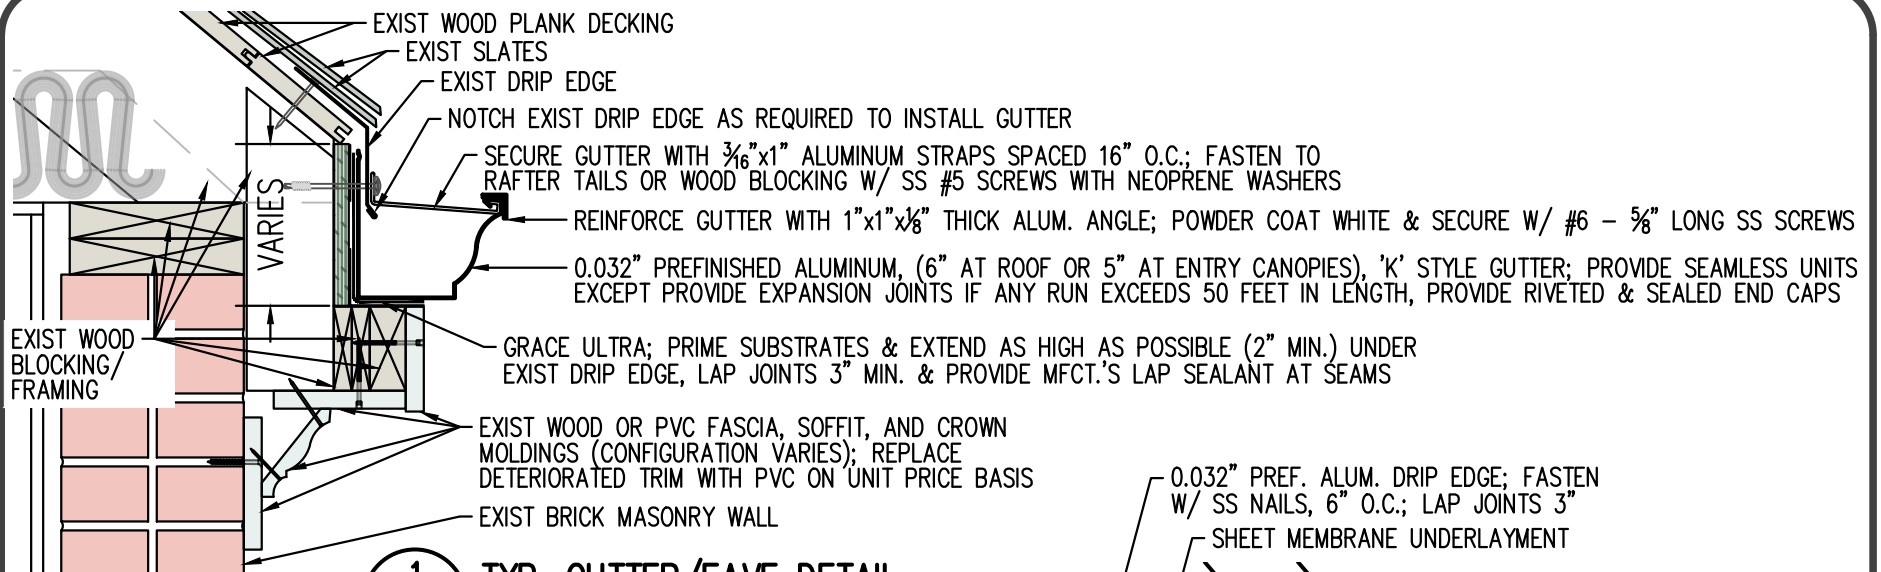 EXIST WOOD PLANK DECKING
EXIST SLATES
EXIST DRIP EDGE
NOTCH EXIST DRIP EDGE AS REQUIRED TO INSTALL GUTTER
SECURE GUTTER WITH 3/16"x1" ALUMINUM STRAPS SPACED 16" O.C.; FASTEN TO
RAFTER TAILS OR WOOD BLOCKING W/ SS #5 SCREWS WITH NEOPRENE WASHERS
VARIES
REINFORCE GUTTER WITH 1"x1"x1/8" THICK ALUM. ANGLE; POWDER COAT WHITE & SECURE W/ #6 - 5/8" LONG SS SCREWS
0.032" PREFINISHED ALUMINUM, (6" AT ROOF OR 5" AT ENTRY CANOPIES), 'K' STYLE GUTTER; PROVIDE SEAMLESS UNITS
EXCEPT PROVIDE EXPANSION JOINTS IF ANY RUN EXCEEDS 50 FEET IN LENGTH, PROVIDE RIVETED & SEALED END CAPS
EXIST WOOD
BLOCKING/
FRAMING
GRACE ULTRA; PRIME SUBSTRATES & EXTEND AS HIGH AS POSSIBLE (2" MIN.) UNDER
EXIST DRIP EDGE, LAP JOINTS 3" MIN. & PROVIDE MFCT.'S LAP SEALANT AT SEAMS
EXIST WOOD OR PVC FASCIA, SOFFIT, AND CROWN
MOLDINGS (CONFIGURATION VARIES); REPLACE
DETERIORATED TRIM WITH PVC ON UNIT PRICE BASIS
EXIST BRICK MASONRY WALL
0.032" PREF. ALUM. DRIP EDGE; FASTEN
W/ SS NAILS, 6" O.C.; LAP JOINTS 3"
SHEET MEMBRANE UNDERLAYMENT
1
TYP. GUTTER/EAVE DETAIL